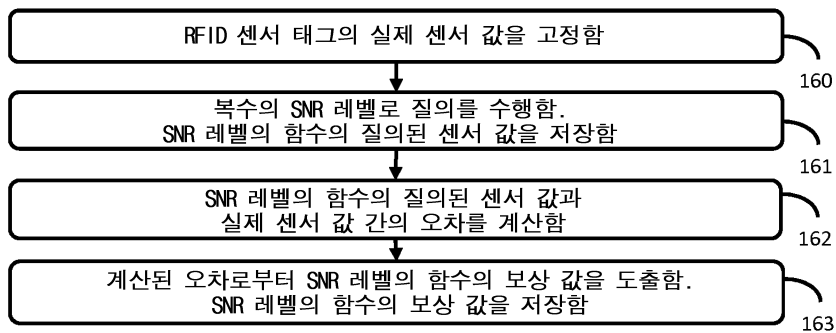 RFID 센서 태그의 실제 센서 값을 고정함
160
복수의 SNR 레벨로 질의를 수행함.
SNR 레벨의 함수의 질의된 센서 값을 저장함
161
SNR 레벨의 함수의 질의된 센서 값과
실제 센서 값 간의 오차를 계산함
162
계산된 오차로부터 SNR 레벨의 함수의 보상 값을 도출함.
SNR 레벨의 함수의 보상 값을 저장함
163